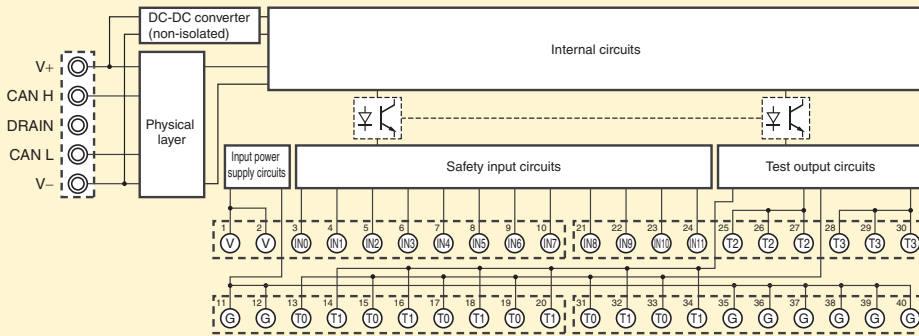 DC-DC converter
(non-isolated)
Internal circuits
V+
CAN H
DRAIN
CAN L
V−
Physical
layer
Input power
supply circuits
Safety input circuits
Test output circuits
1 2 3 4 5 6 7 8 9 10 21 22 23 24 25 26 27 28 29 30
V V IN0 IN1 IN2 IN3 IN4 IN5 IN6 IN7 IN8 IN9 IN10 IN11 T2 T2 T2 T3 T3 T3
11 12 13 14 15 16 17 18 19 20 31 32 33 34 35 36 37 38 39 40
G G T0 T1 T0 T1 T0 T1 T0 T1 T0 T1 T0 T1 G G G G G G